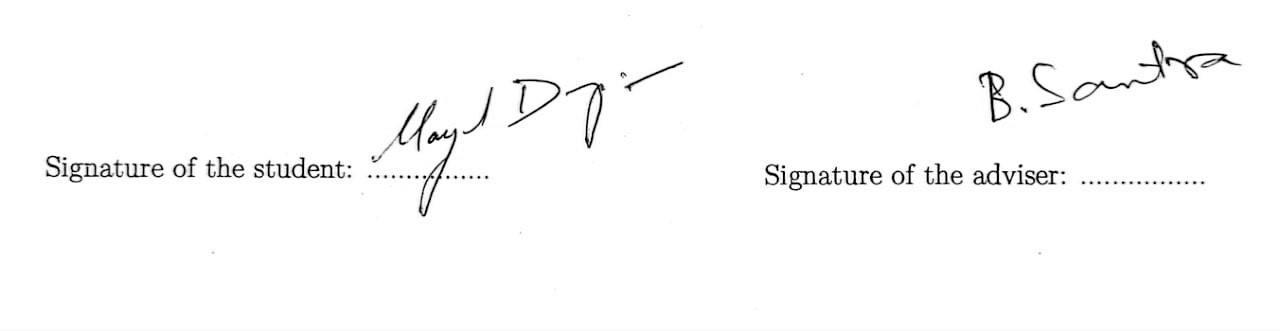 B. Santra
Signature of the student: ................
Signature of the adviser: ................